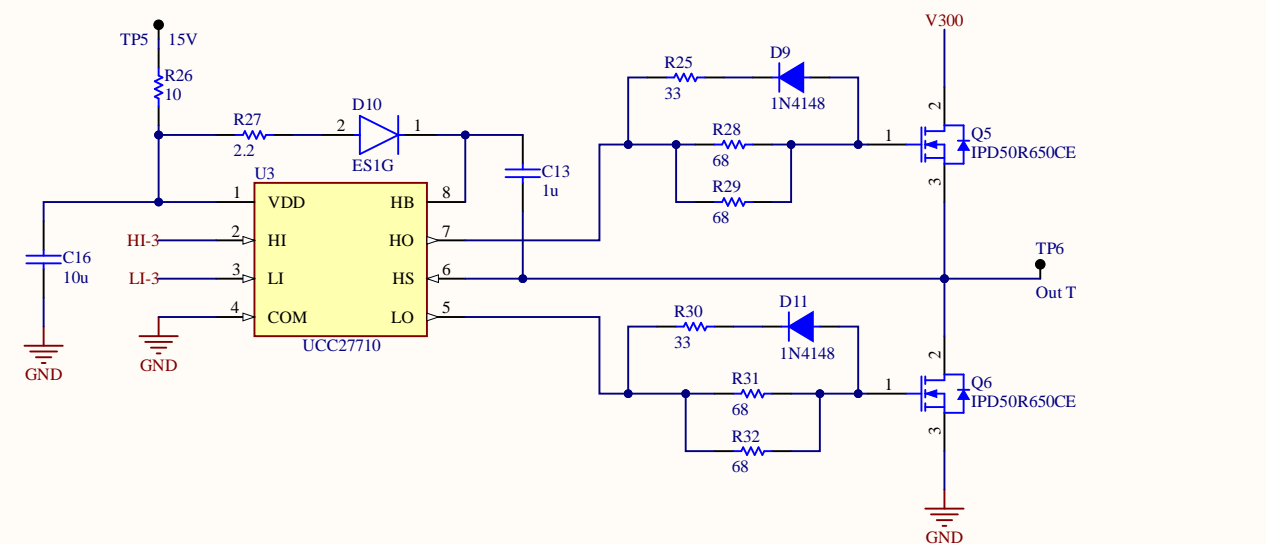 V300
TP5 15V
R26
10
R27
2.2
D10
2 1
ES1G
C13
1u
R25
33
D9
1N4148
R28
68
R29
68
2
1
3
Q5
IPD50R650CE
U3
1 VDD HB 8
HI-3 2 HI HO 7
LI-3 3 LI HS 6
4 COM LO 5
UCC27710
C16
10u
GND
GND
TP6
Out T
R30
33
D11
1N4148
R31
68
R32
68
2
1
3
Q6
IPD50R650CE
GND